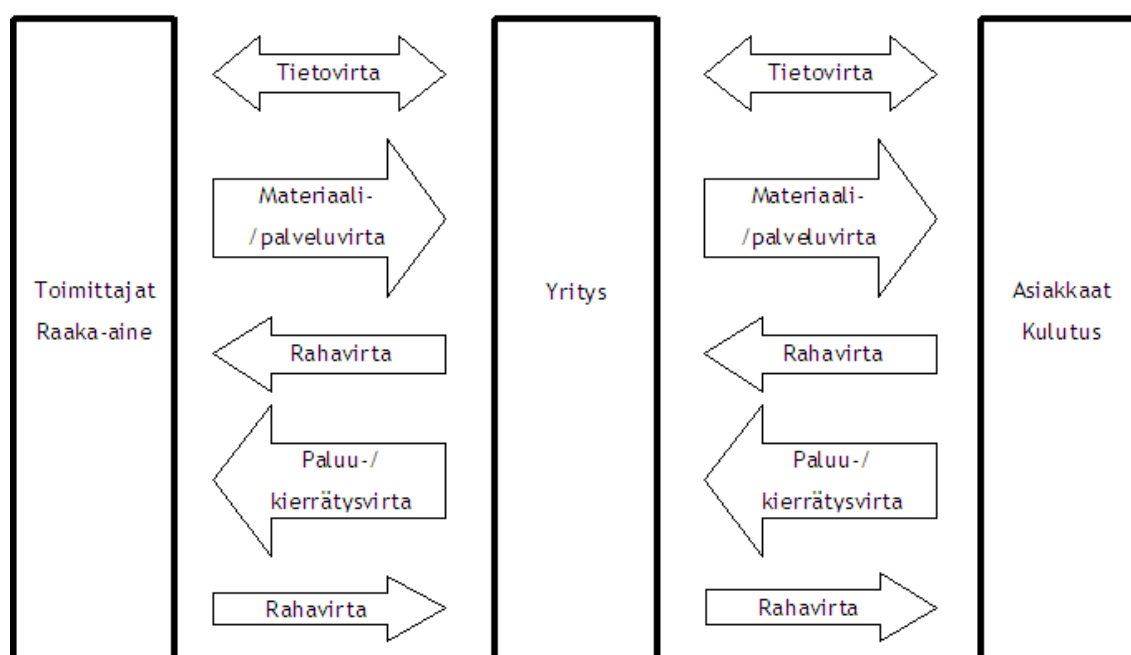 Toimittajat
Raaka-aine
Tietovirta
Materiaali-
/palveluvirta
Rahavirta
Paluu-/
kierrätysvirta
Rahavirta
Yritys
Tietovirta
Materiaali-
/palveluvirta
Rahavirta
Paluu-/
kierrätysvirta
Rahavirta
Asiakkaat
Kulutus